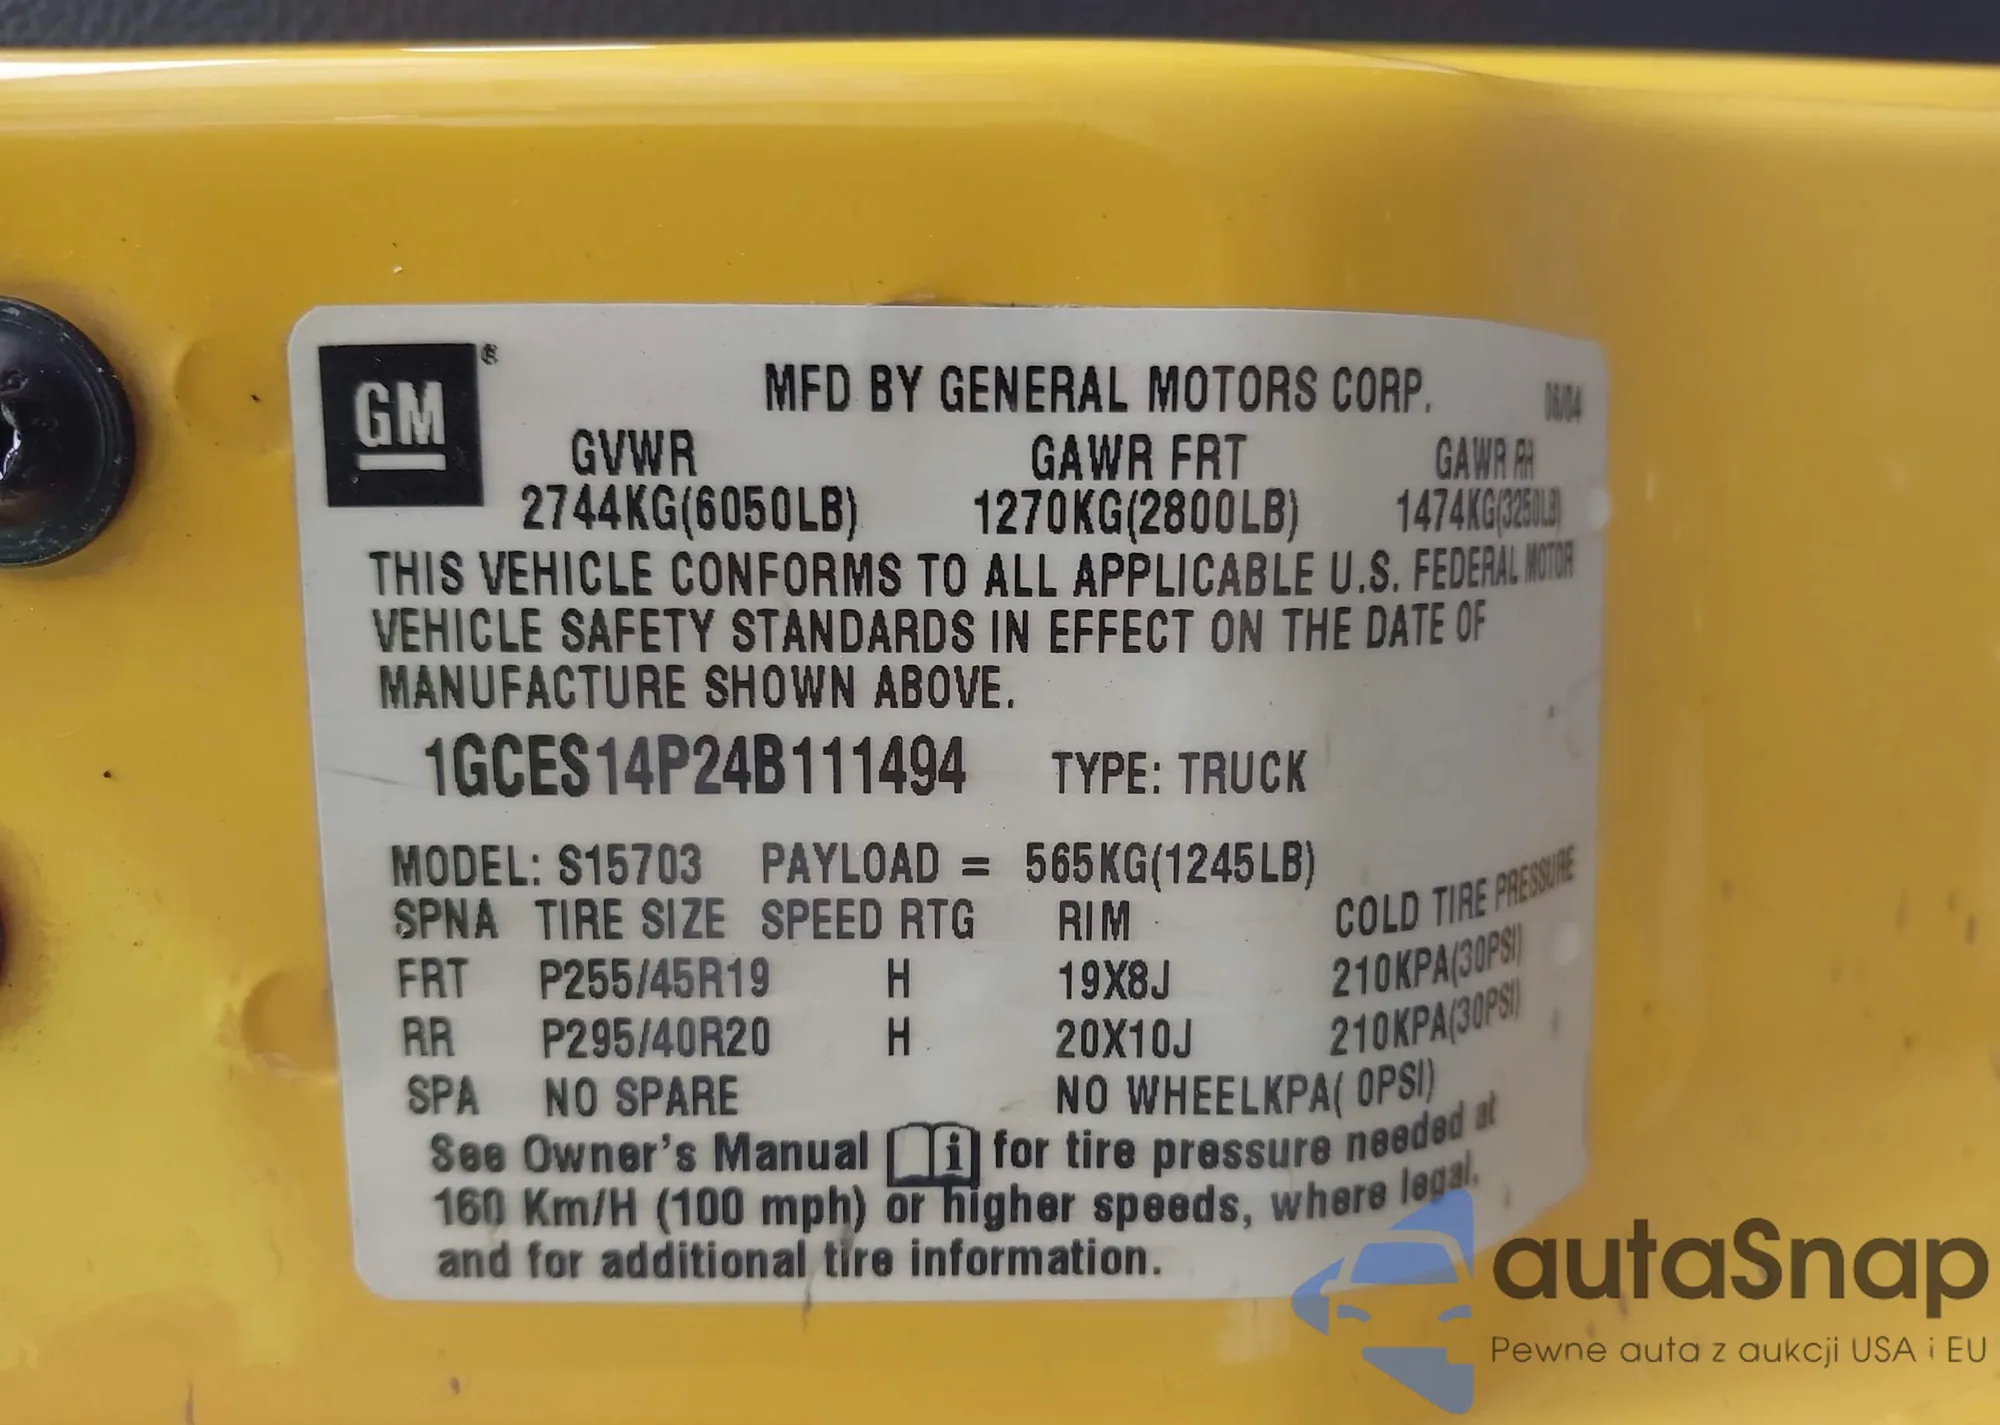 GM ®
MFD BY GENERAL MOTORS CORP. 06/04
GVWR GAWR FRT GAWR RR
2744KG(6050LB) 1270KG(2800LB) 1474KG(3250LB)
THIS VEHICLE CONFORMS TO ALL APPLICABLE U.S. FEDERAL MOTOR
VEHICLE SAFETY STANDARDS IN EFFECT ON THE DATE OF
MANUFACTURE SHOWN ABOVE.
1GCES14P24B111494 TYPE: TRUCK
MODEL: S15703 PAYLOAD = 565KG(1245LB)
SPNA TIRE SIZE SPEED RTG RIM COLD TIRE PRESSURE
FRT P255/45R19 H 19X8J 210KPA(30PSI)
RR P295/40R20 H 20X10J 210KPA(30PSI)
SPA NO SPARE NO WHEELKPA( 0PSI)
See Owner's Manual i for tire pressure needed at
160 Km/H (100 mph) or higher speeds, where legal,
and for additional tire information.
autaSnap
Pewne auta z aukcji USA i EU